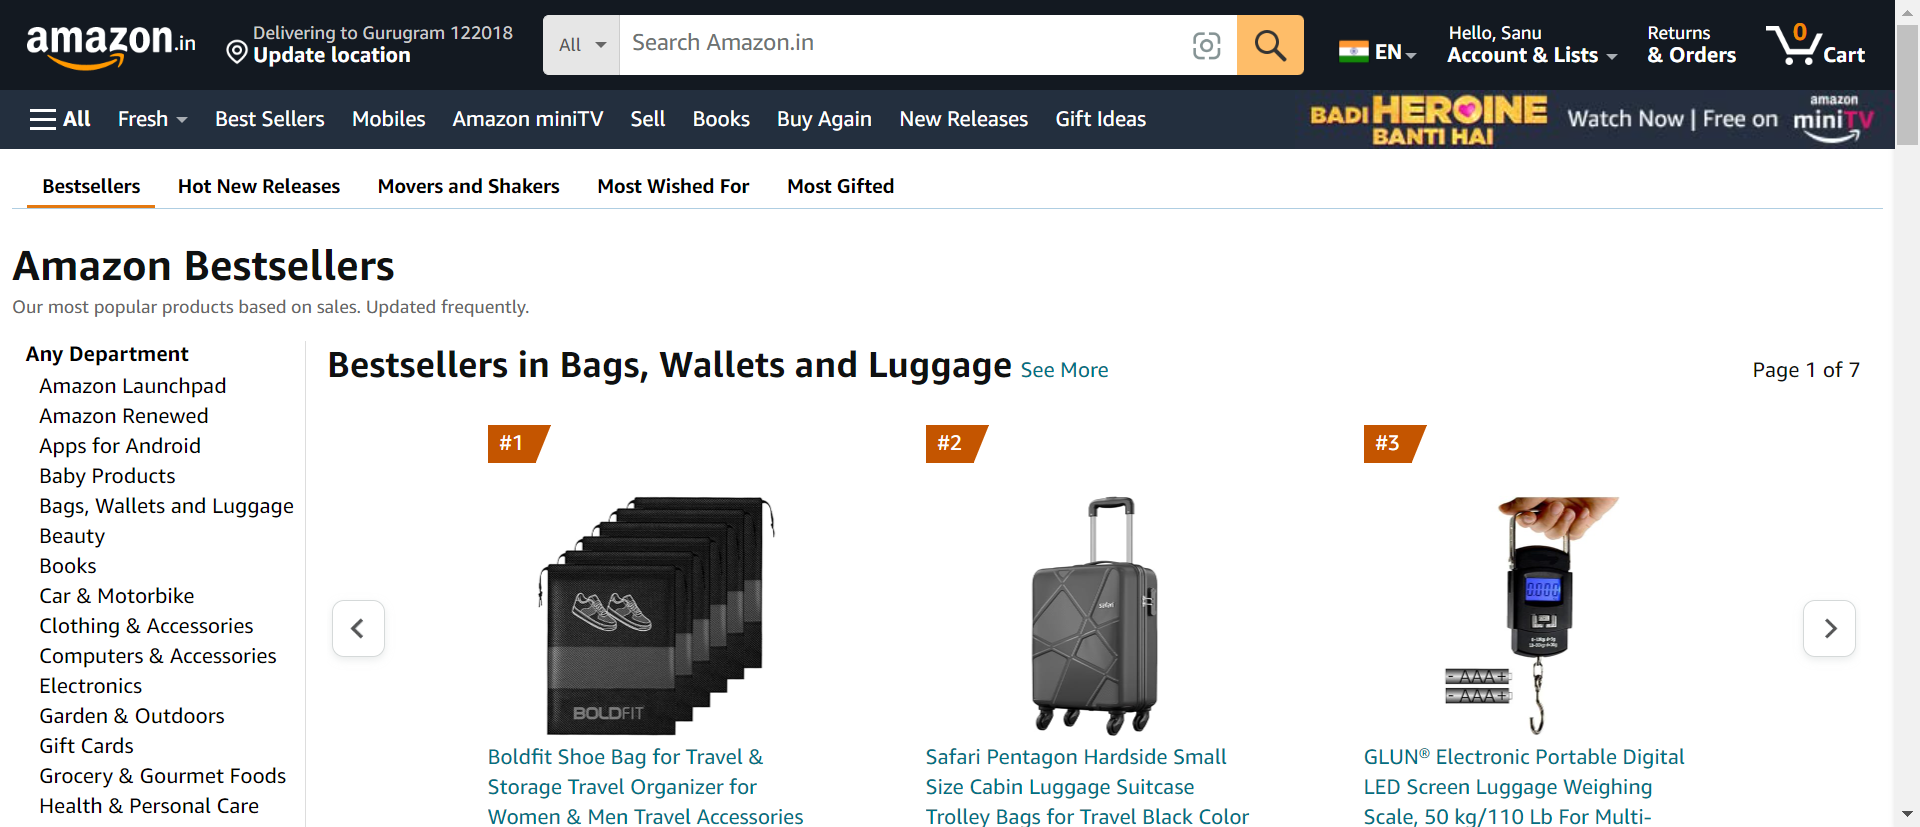 amazon.in
Delivering to Gurugram 122018
Update location
All
Search Amazon.in
EN
Hello, Sanu
Account & Lists
Returns
& Orders
0
Cart
All
Fresh
Best Sellers
Mobiles
Amazon miniTV
Sell
Books
Buy Again
New Releases
Gift Ideas
BADI HEROINE
BANTI HAI
Watch Now | Free on
amazon
miniTV
Bestsellers
Hot New Releases
Movers and Shakers
Most Wished For
Most Gifted
Amazon Bestsellers
Our most popular products based on sales. Updated frequently.
Any Department
Amazon Launchpad
Amazon Renewed
Apps for Android
Baby Products
Bags, Wallets and Luggage
Beauty
Books
Car & Motorbike
Clothing & Accessories
Computers & Accessories
Electronics
Garden & Outdoors
Gift Cards
Grocery & Gourmet Foods
Health & Personal Care
Bestsellers in Bags, Wallets and Luggage See More
Page 1 of 7
#1
BOLDFIT
Boldfit Shoe Bag for Travel &
Storage Travel Organizer for
Women & Men Travel Accessories
#2
safari
Safari Pentagon Hardside Small
Size Cabin Luggage Suitcase
Trolley Bags for Travel Black Color
#3
0.000
- AAA +
- AAA +
GLUN® Electronic Portable Digital
LED Screen Luggage Weighing
Scale, 50 kg/110 Lb For Multi-